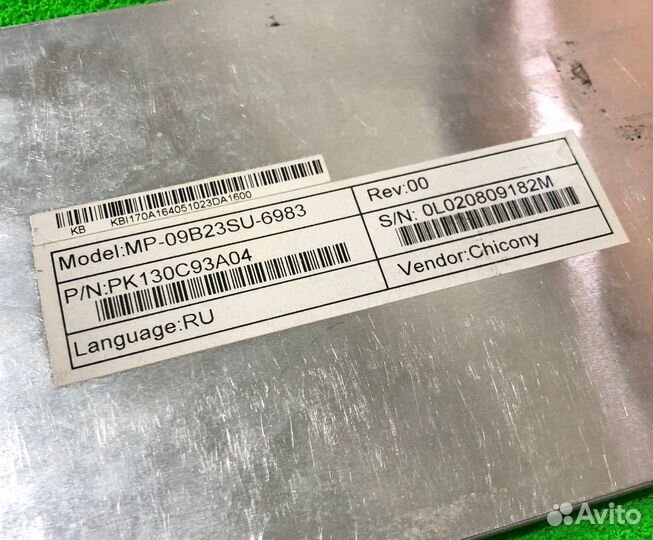 KB KBI170A164051023DA1600
Model:MP-09B23SU-6983
Rev:00
P/N:PK130C93A04
S/N: 0L020809182M
Language:RU
Vendor:Chicony
Avito